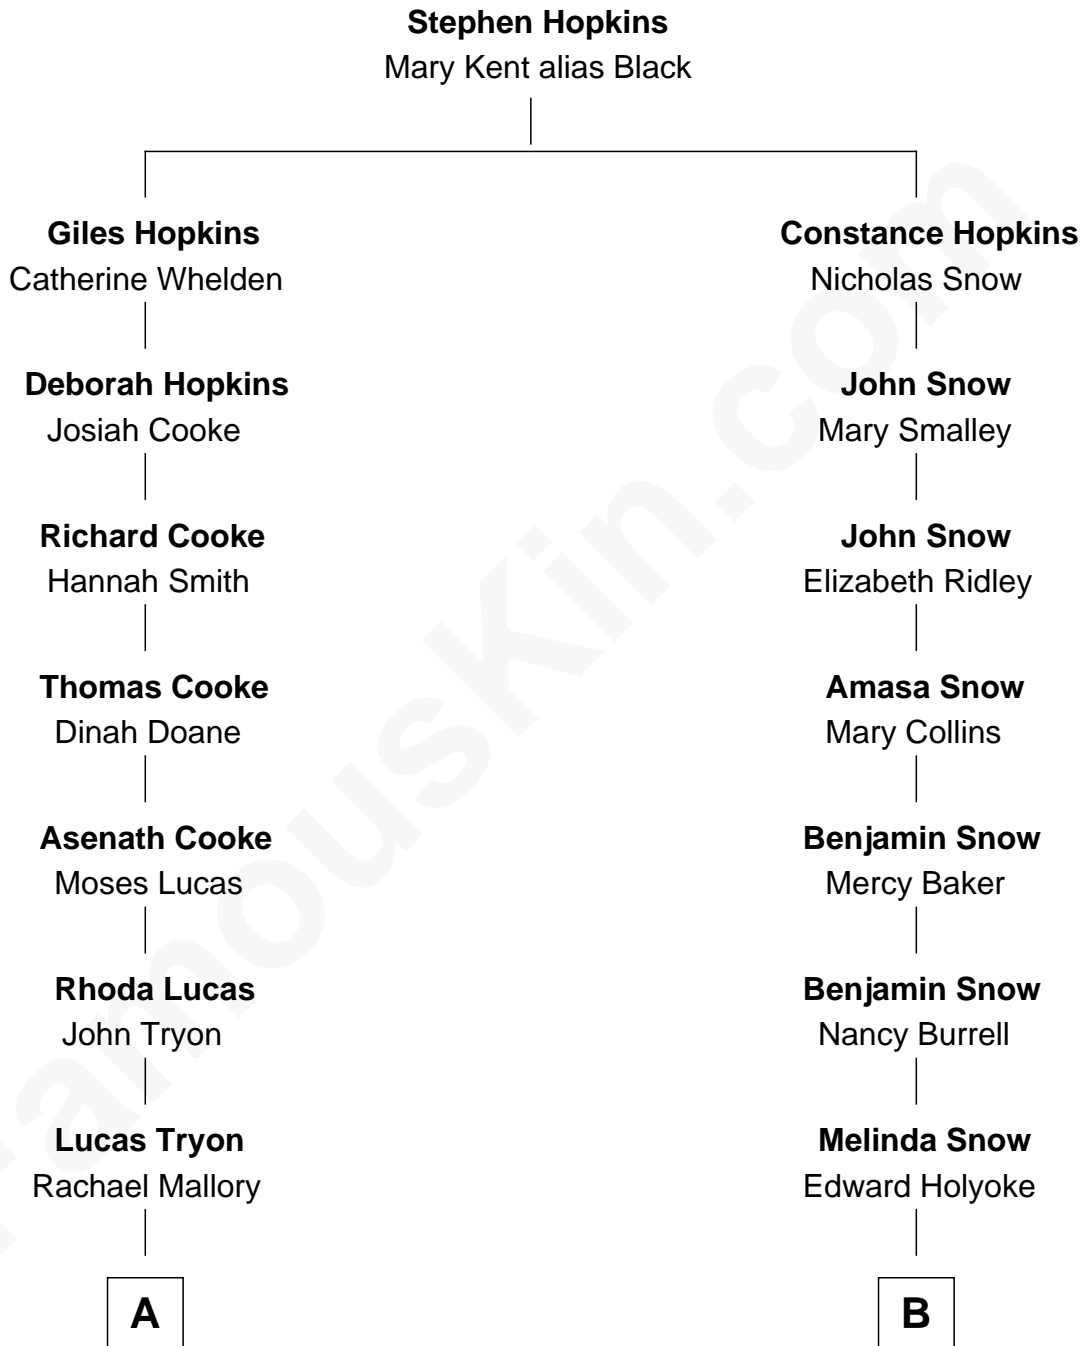 Stephen Hopkins
Mary Kent alias Black
Giles Hopkins
Catherine Whelden
Constance Hopkins
Nicholas Snow
Deborah Hopkins
Josiah Cooke
John Snow
Mary Smalley
Richard Cooke
Hannah Smith
John Snow
Elizabeth Ridley
Thomas Cooke
Dinah Doane
Amasa Snow
Mary Collins
Asenath Cooke
Moses Lucas
Benjamin Snow
Mercy Baker
Rhoda Lucas
John Tryon
Benjamin Snow
Nancy Burrell
Lucas Tryon
Rachael Mallory
Melinda Snow
Edward Holyoke
A
B
FamousKin.com